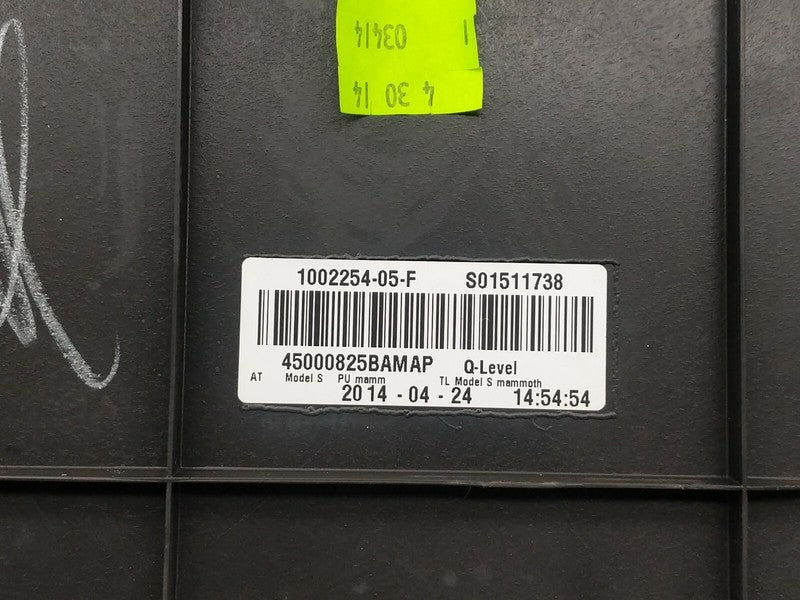 4 30 14
03414 1
1002254-05-F S01511738
45000825BAMAP Q-Level
AT Model S PU mamm TL Model S mammoth
2014 - 04 - 24 14:54:54